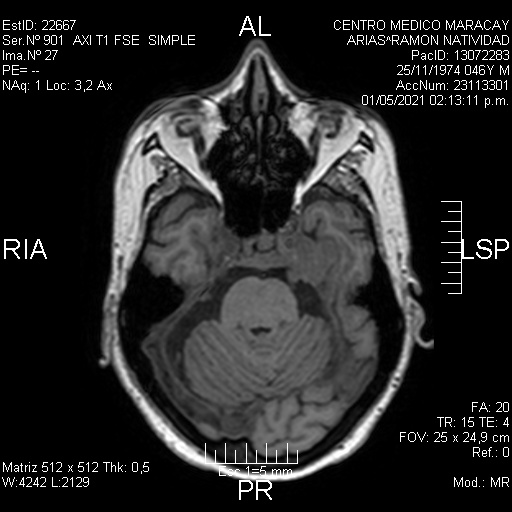 EstID: 22667
Ser.Nº 901 AXI T1 FSE SIMPLE
Ima.Nº 27
PE= --
NAq: 1 Loc: 3,2 Ax
AL
CENTRO MEDICO MARACAY
ARIAS^RAMON NATIVIDAD
PacID: 13072283
25/11/1974 046Y M
AccNum: 23113301
01/05/2021 02:13:11 p.m.
RIA
LSP
FA: 20
TR: 15 TE: 4
FOV: 25 x 24,9 cm
Ref.: 0
Matriz 512 x 512 Thk: 0,5
W:4242 L:2129
Esc 1=5 mm
PR
Mod.: MR